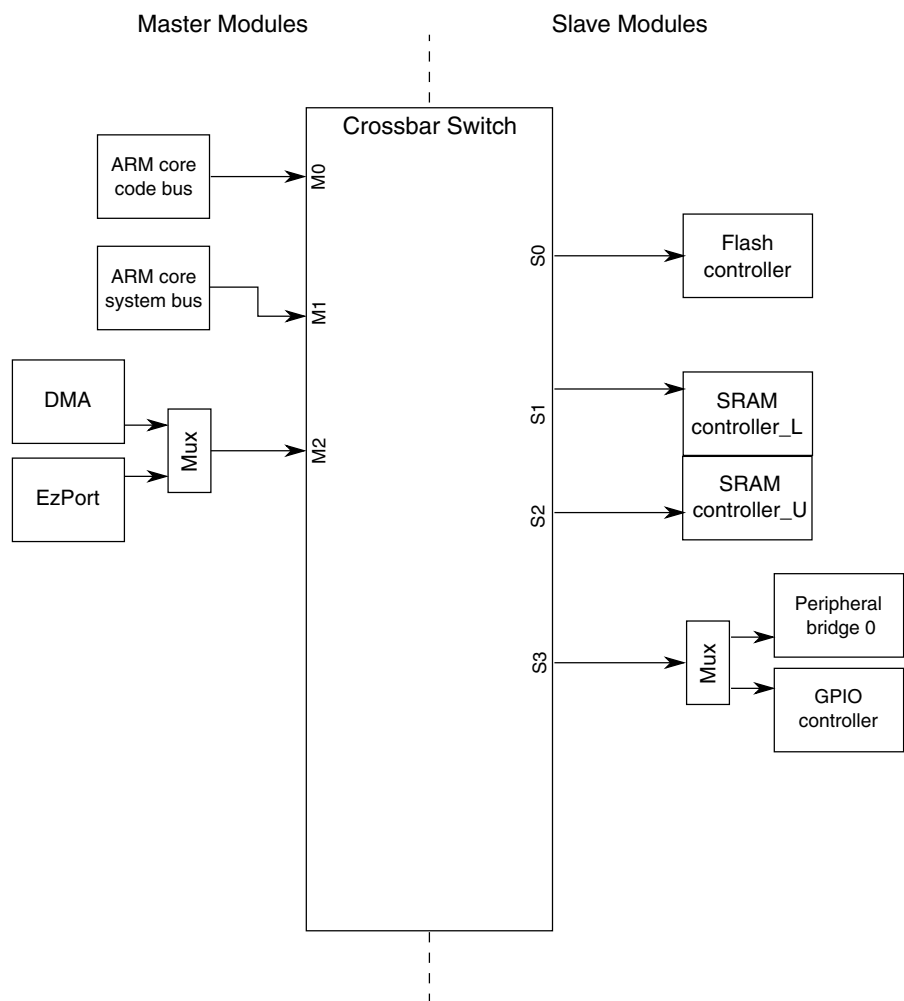 Master Modules
Slave Modules
Crossbar Switch
ARM core
code bus
M0
ARM core
system bus
M1
DMA
EzPort
Mux
M2
S0
Flash
controller
S1
SRAM
controller_L
S2
SRAM
controller_U
S3
Mux
Peripheral
bridge 0
GPIO
controller